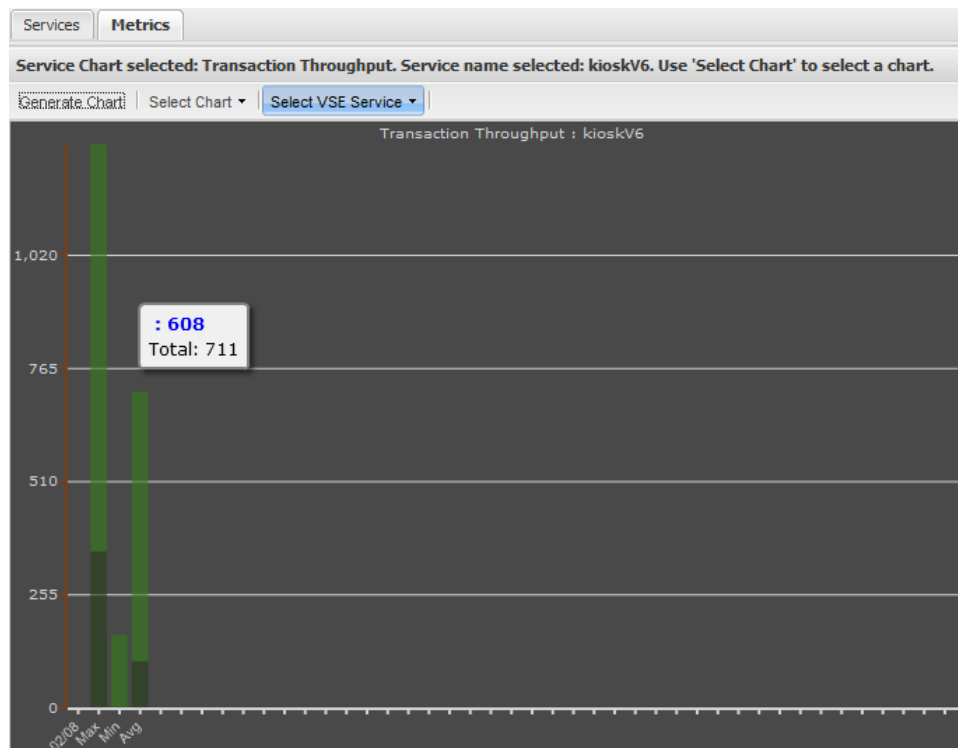 Services Metrics
Service Chart selected: Transaction Throughput. Service name selected: kioskV6. Use 'Select Chart' to select a chart.
Generate Chart Select Chart Select VSE Service
Transaction Throughput : kioskV6
1,020
: 608
Total: 711
765
510
255
0
02/08 Max Min Avg